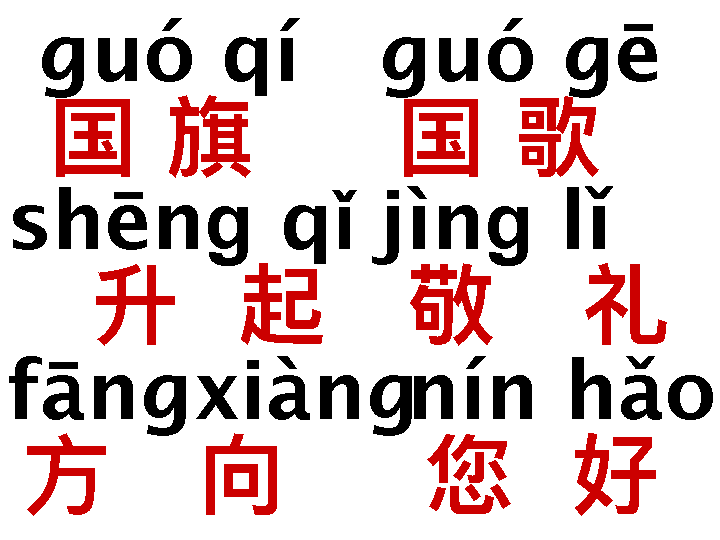 guó qí guó gē
国 旗 国 歌
shēng qǐ jìng lǐ
升 起 敬 礼
fāngxiàngnín hǎo
方 向 您 好